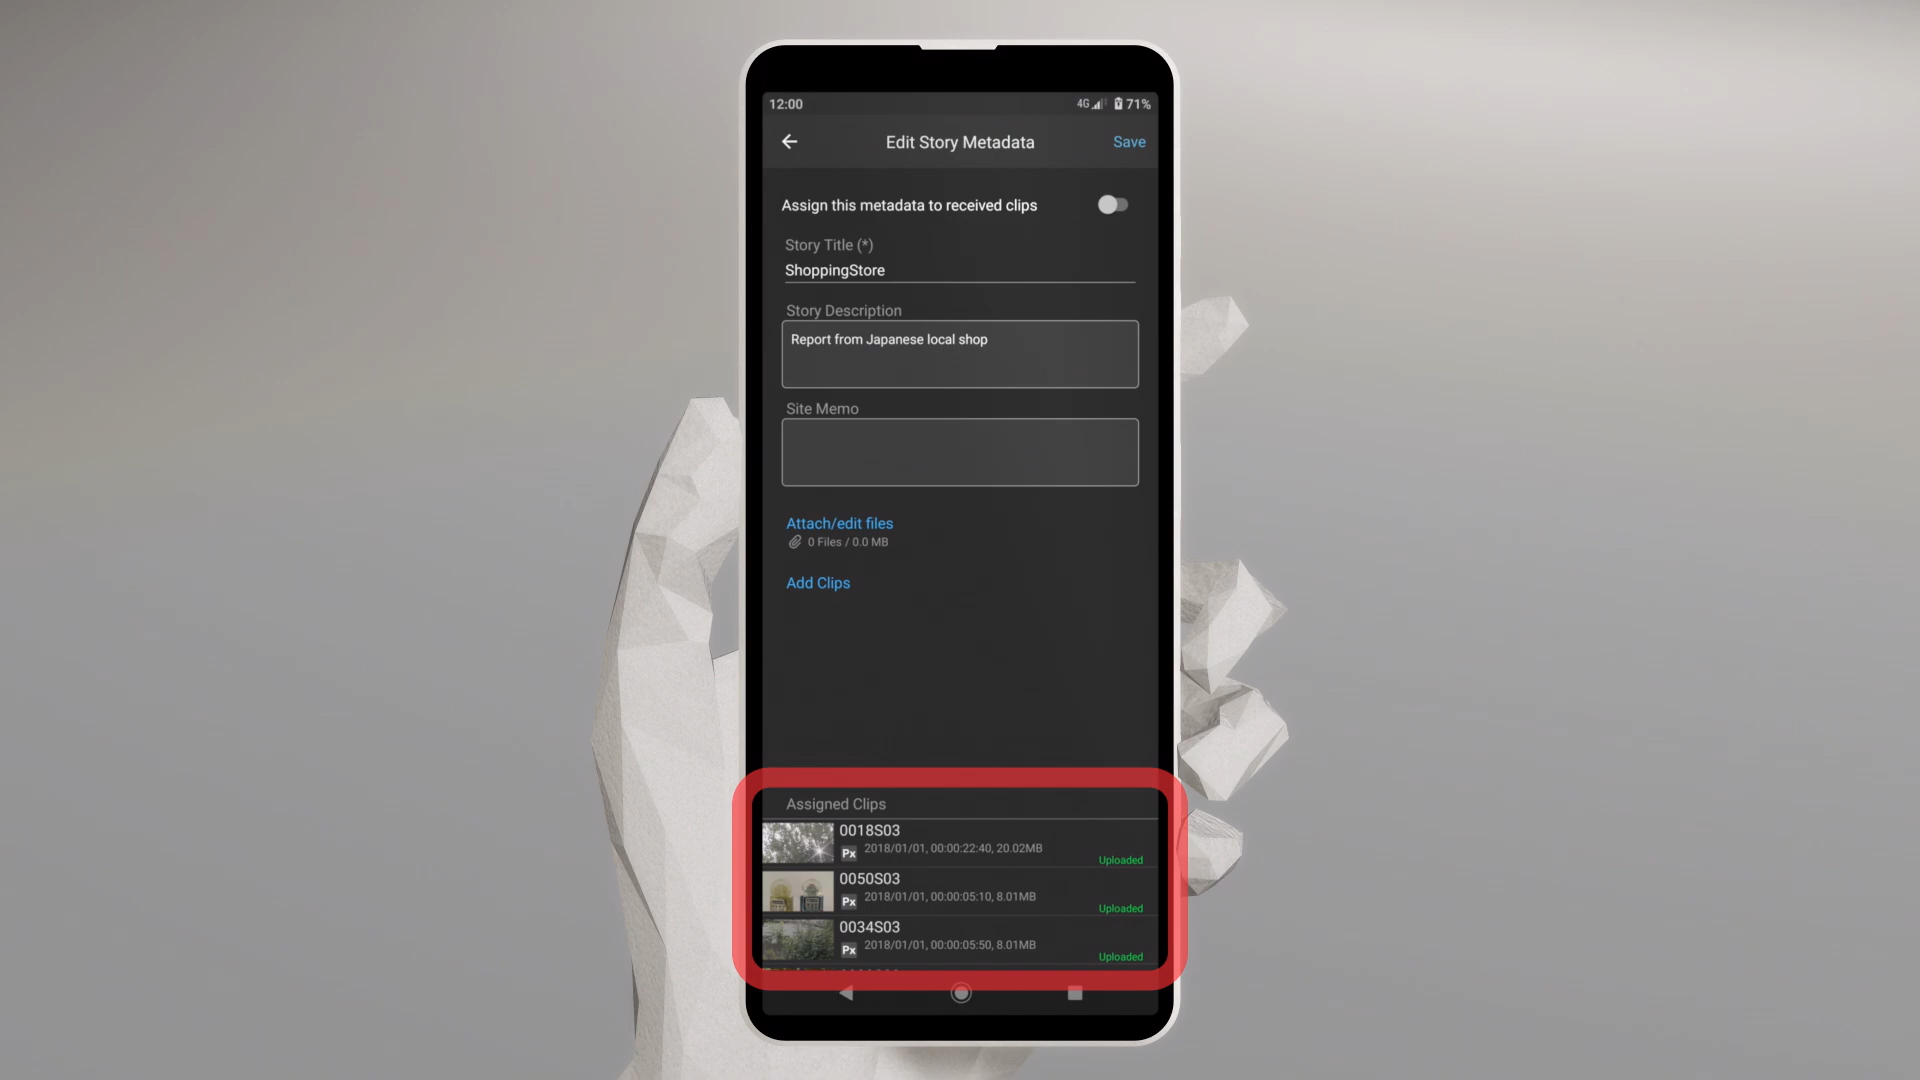 12:00 4G 71%
Edit Story Metadata Save
Assign this metadata to received clips
Story Title (*)
ShoppingStore
Story Description
Report from Japanese local shop
Site Memo
Attach/edit files
0 Files / 0.0 MB
Add Clips
Assigned Clips
0018S03
Px 2018/01/01, 00:00:22:40, 20.02MB
Uploaded
0050S03
Px 2018/01/01, 00:00:05:10, 8.01MB
Uploaded
0034S03
Px 2018/01/01, 00:00:05:50, 8.01MB
Uploaded